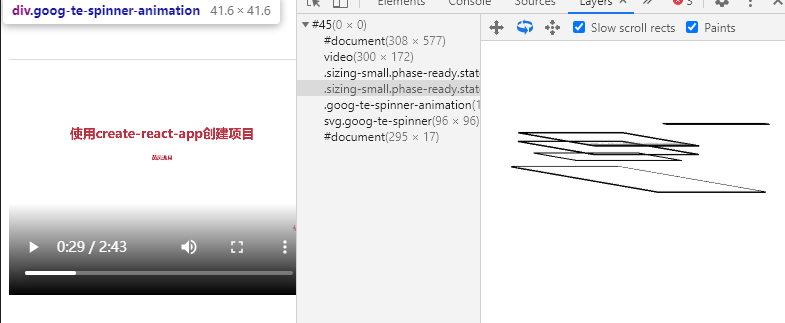 div.goog-te-spinner-animation 41.6 × 41.6
Elements Console Sources Layers × » 3
Slow scroll rects Paints
#45(0 × 0)
#document(308 × 577)
video(300 × 172)
.sizing-small.phase-ready.state
.sizing-small.phase-ready.state
.goog-te-spinner-animation(1
svg.goog-te-spinner(96 × 96)
#document(295 × 17)
使用create-react-app创建项目
0:29 / 2:43